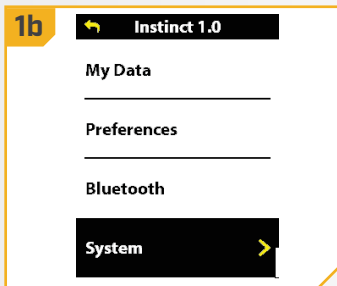 1b
Instinct 1.0
My Data
Preferences
Bluetooth
System